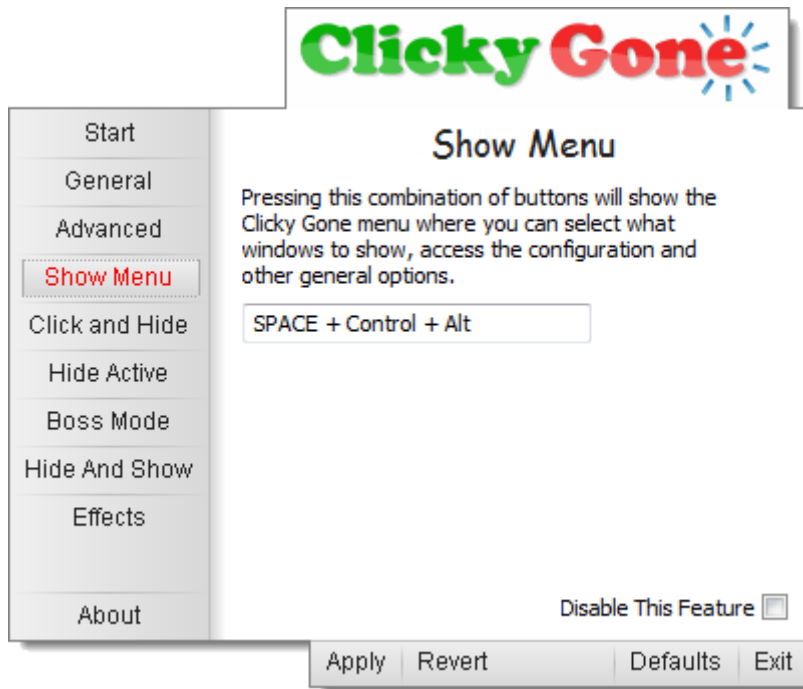 Clicky Gone
Start
General
Advanced
Show Menu
Click and Hide
Hide Active
Boss Mode
Hide And Show
Effects
About
Show Menu
Pressing this combination of buttons will show the
Clicky Gone menu where you can select what
windows to show, access the configuration and
other general options.
SPACE + Control + Alt
Disable This Feature
Apply
Revert
Defaults
Exit